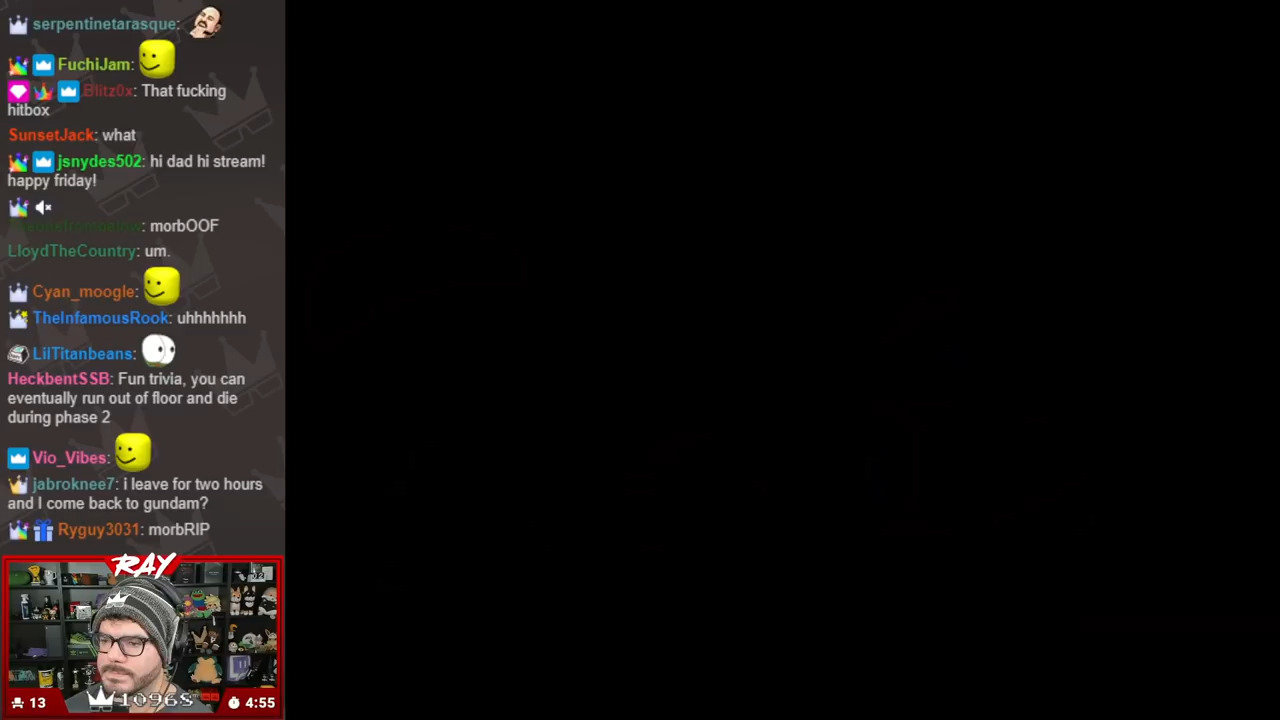 serpentinetarasque:
FuchiJam:
Blitz0x: That fucking
hitbox
SunsetJack: what
jsnydes502: hi dad hi stream!
happy friday!
: morbOOF
LloydTheCountry: um.
Cyan_moogle:
TheInfamousRook: uhhhhhhh
LilTitanbeans:
HeckbentSSB: Fun trivia, you can
eventually run out of floor and die
during phase 2
Vio_Vibes:
jabroknee7: i leave for two hours
and I come back to gundam?
Ryguy3031: morbRIP
RAY
13
10968
4:55